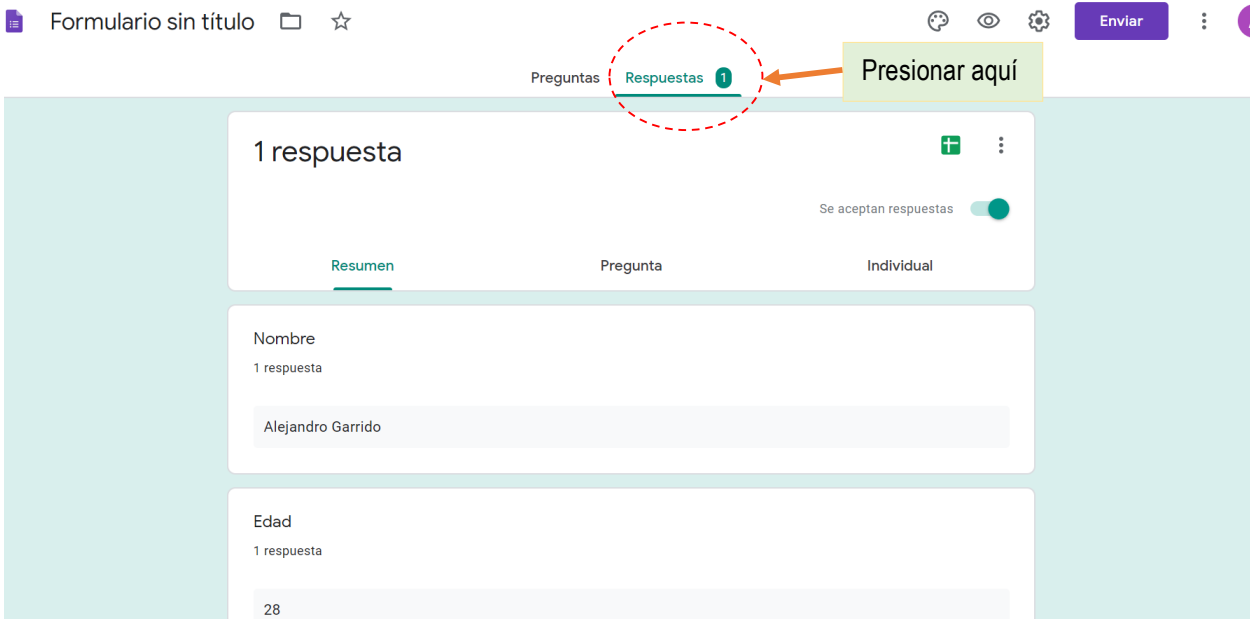 Formulario sin título
Enviar
Preguntas Respuestas 1
Presionar aquí
1 respuesta
Se aceptan respuestas
Resumen Pregunta Individual
Nombre
1 respuesta
Alejandro Garrido
Edad
1 respuesta
28